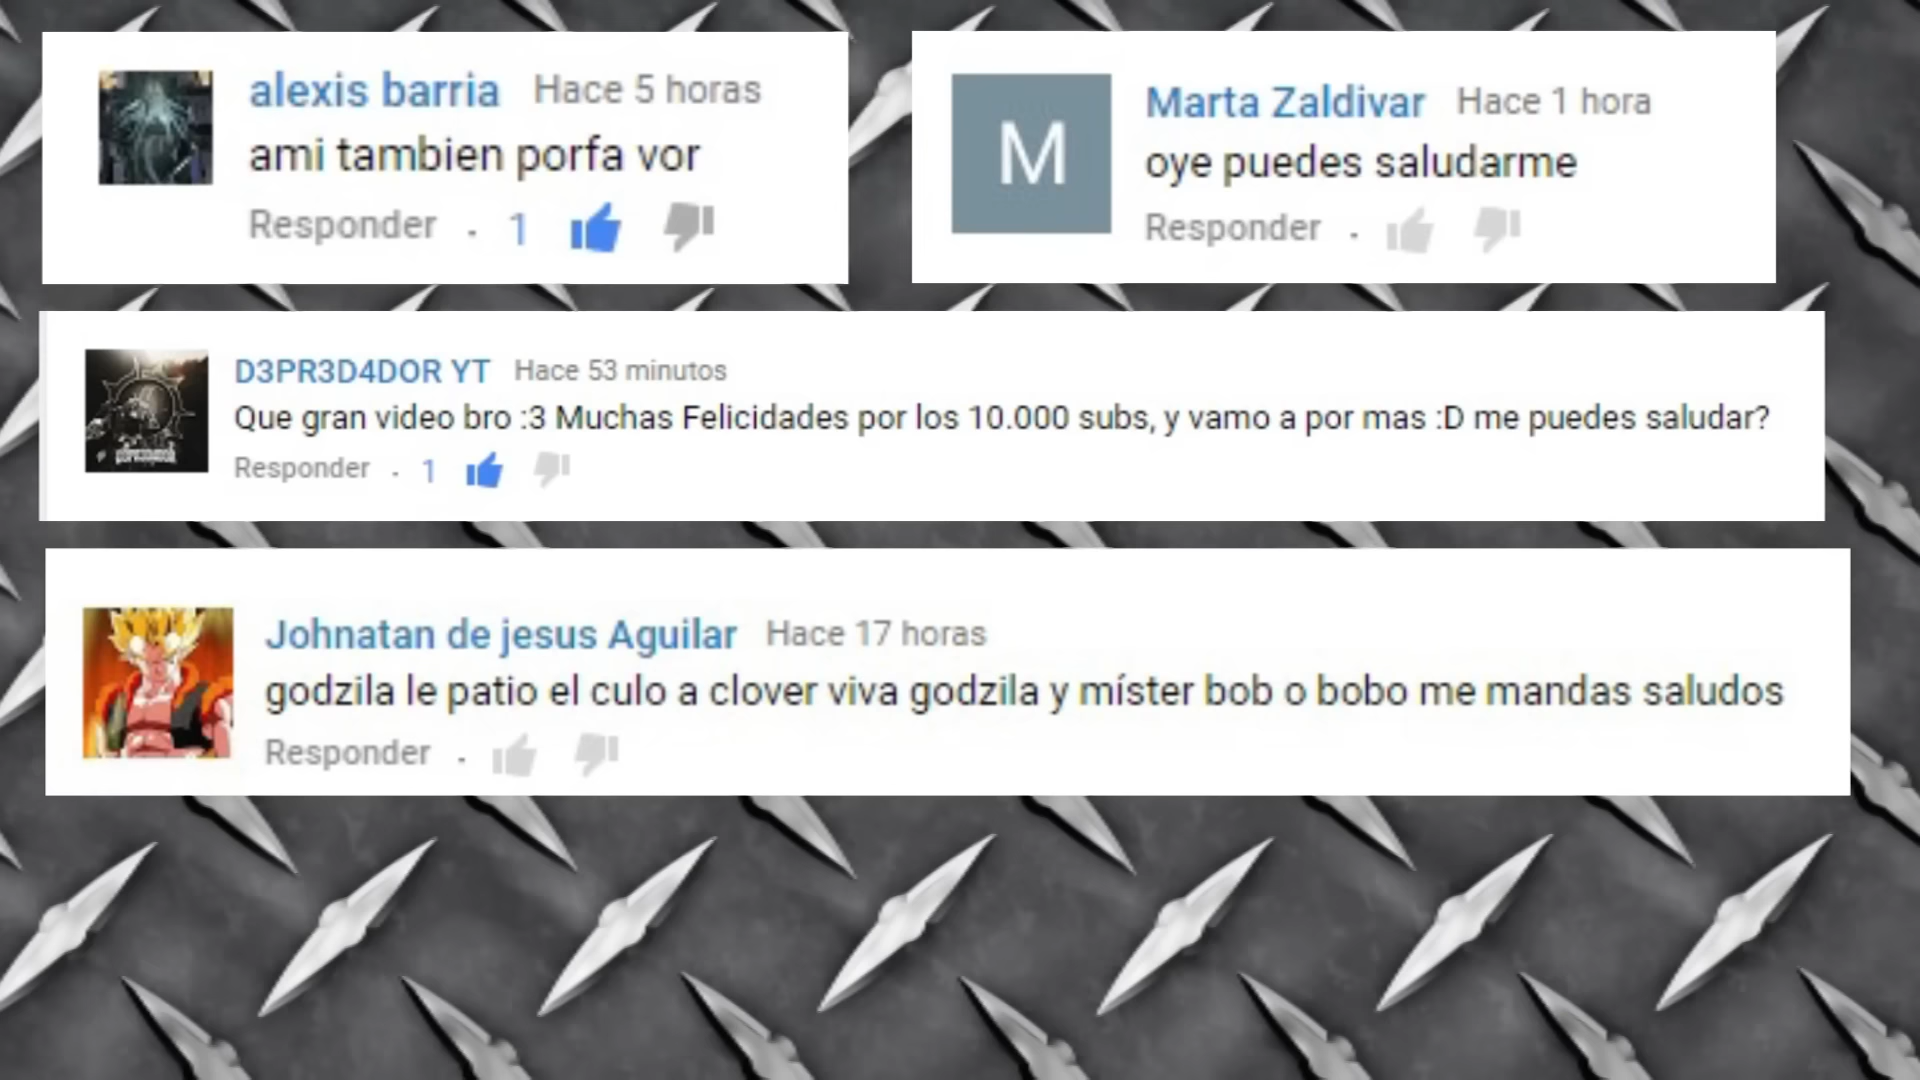 alexis barria Hace 5 horas
ami tambien porfa vor
Responder . 1
M
Marta Zaldivar Hace 1 hora
oye puedes saludarme
Responder .
D3PR3D4DOR YT Hace 53 minutos
Que gran video bro :3 Muchas Felicidades por los 10.000 subs, y vamo a por mas :D me puedes saludar?
Responder . 1
Johnatan de jesus Aguilar Hace 17 horas
godzila le patio el culo a clover viva godzila y míster bob o bobo me mandas saludos
Responder .